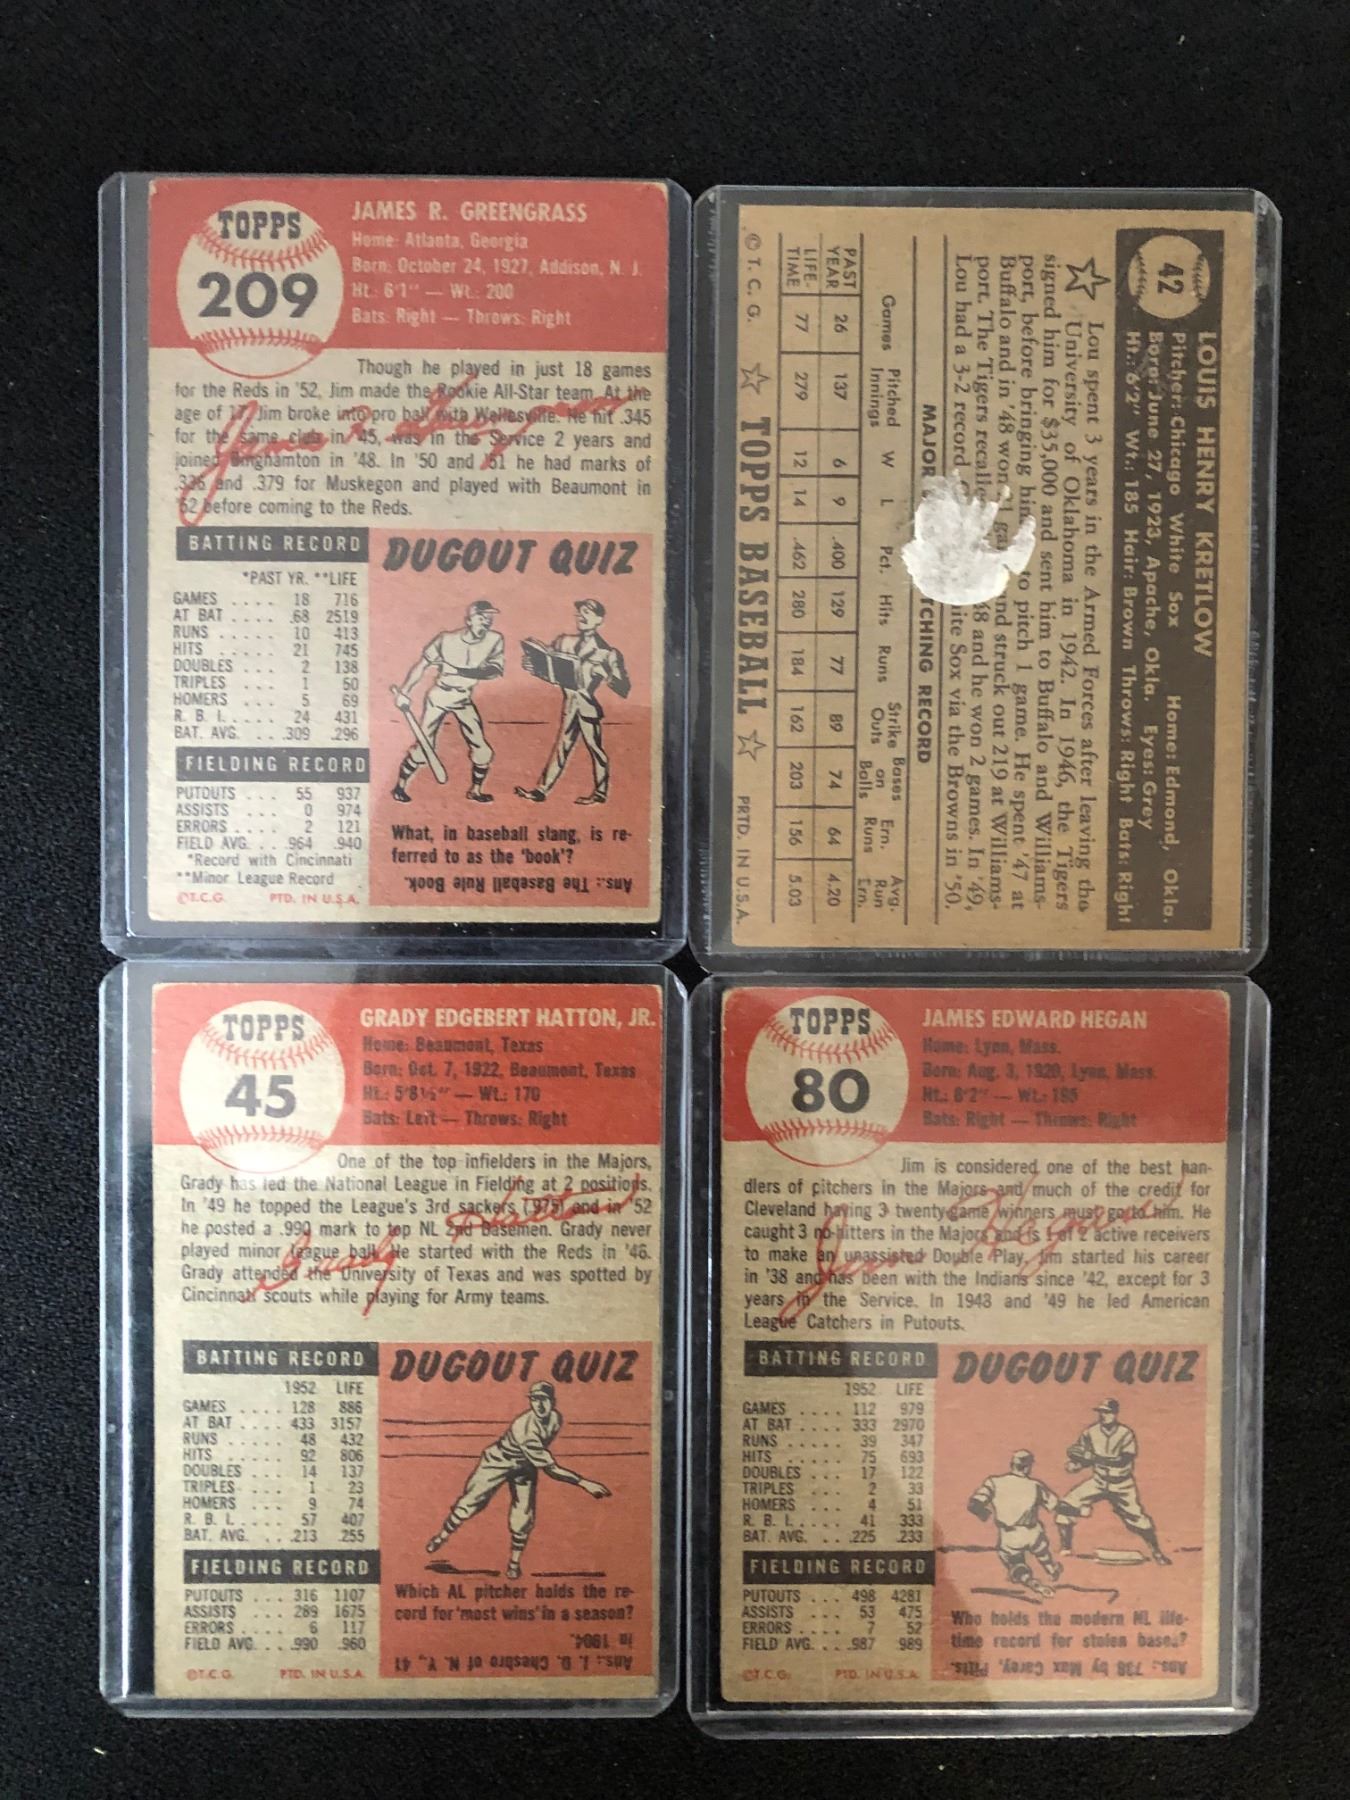 TOPPS
209
JAMES R. GREENGRASS
Home: Atlanta, Georgia
Born: October 24, 1927, Addison, N. J.
Ht.: 6'1" — Wt.: 200
Bats: Right — Throws: Right
Though he played in just 18 games
for the Reds in '52, Jim made the Rookie All-Star team. At the
age of 17, Jim broke into pro ball with Wellesville. He hit .345
for the same club in '45, was in the Service 2 years and
joined Binghamton in '48. In '50 and '51 he had marks of
.336 and .379 for Muskegon and played with Beaumont in
'52 before coming to the Reds.
BATTING RECORD
*PAST YR. **LIFE
GAMES .... 18 716
AT BAT .... 68 2519
RUNS .... 10 413
HITS .... 21 745
DOUBLES .. 2 138
TRIPLES ... 1 50
HOMERS ... 5 69
R. B. I. .... 24 431
BAT. AVG. ... .309 .296
FIELDING RECORD
PUTOUTS ... 55 937
ASSISTS ... 0 974
ERRORS .... 2 121
FIELD AVG. .. .964 .940
*Record with Cincinnati
**Minor League Record
©T.C.G. PTD. IN U.S.A.
DUGOUT QUIZ
What, in baseball slang, is re-
ferred to as the 'book'?
Ans.: The Baseball Rule Book.
42
LOUIS HENRY KRETLOW
Pitcher: Chicago White Sox Home: Edmond, Okla.
Born: June 27, 1923, Apache, Okla. Eyes: Grey
Ht.: 6'2" Wt.: 185 Hair: Brown Throws: Right Bats: Right
Lou spent 3 years in the Armed Forces after leaving the
University of Oklahoma in 1942. In 1946, the Tigers
signed him for $35,000 and sent him to Buffalo and Williams-
port, before bringing him to pitch 1 game. He spent '47 at
Buffalo and in '48 won and struck out 219 at Williams-
port. The Tigers recalled '48 and he won 2 games. In '49,
Lou had a 3-2 record ite Sox via the Browns in '50.
MAJOR TCHING RECORD
Games Pitched Innings W L Pct. Hits Runs Strike Outs Bases on Balls Ern. Runs Avg. Run Ern.
PAST YEAR 26 137 6 9 .400 129 77 89 74 64 4.20
LIFE-TIME 77 279 12 14 .462 280 184 162 203 156 5.03
© T. C. G. TOPPS BASEBALL PRTD. IN U.S.A.
TOPPS
45
GRADY EDGEBERT HATTON, JR.
Home: Beaumont, Texas
Born: Oct. 7, 1922, Beaumont, Texas
Ht.: 5'8½" — Wt.: 170
Bats: Left — Throws: Right
One of the top infielders in the Majors,
Grady has led the National League in Fielding at 2 positions.
In '49 he topped the League's 3rd sackers (.975) and in '52
he posted a .990 mark to top NL 2nd Basemen. Grady never
played minor league ball. He started with the Reds in '46.
Grady attended the University of Texas and was spotted by
Cincinnati scouts while playing for Army teams.
Grady Hatton
BATTING RECORD
1952 LIFE
GAMES .... 128 886
AT BAT .... 433 3157
RUNS .... 48 432
HITS .... 92 806
DOUBLES ... 14 137
TRIPLES .... 1 23
HOMERS ... 9 74
R. B. I. .... 57 407
BAT. AVG. ... .213 .255
FIELDING RECORD
PUTOUTS ... 316 1107
ASSISTS ... 289 1675
ERRORS .... 6 117
FIELD AVG. ... .990 .960
©T.C.G. PTD. IN U.S.A.
DUGOUT QUIZ
Which AL pitcher holds the re-
cord for 'most wins' in a season?
Ans.: J. D. Chesbro of N. Y., 41
in 1904.
TOPPS
80
JAMES EDWARD HEGAN
Home: Lynn, Mass.
Born: Aug. 3, 1920, Lynn, Mass.
Ht.: 6'2" — Wt.: 195
Bats: Right — Throws: Right
Jim is considered one of the best han-
dlers of pitchers in the Majors and much of the credit for
Cleveland having 3 twenty-game winners must go to him. He
caught 3 no-hitters in the Majors and is 1 of 2 active receivers
to make an unassisted Double Play. Jim started his career
in '38 and has been with the Indians since '42, except for 3
years in the Service. In 1948 and '49 he led American
League Catchers in Putouts.
BATTING RECORD
1952 LIFE
GAMES .... 112 979
AT BAT .... 333 2970
RUNS .... 39 347
HITS .... 75 693
DOUBLES ... 17 122
TRIPLES .... 2 33
HOMERS .... 4 51
R. B. I. .... 41 333
BAT. AVG. ... .225 .233
FIELDING RECORD
PUTOUTS ... 498 4281
ASSISTS ... 53 475
ERRORS .... 7 52
FIELD AVG. ... .987 .989
©T.C.G. PTD. IN U.S.A.
DUGOUT QUIZ
Who holds the modern NL life-
time record for stolen bases?
Ans.: 738 by Max Carey, Pitts.